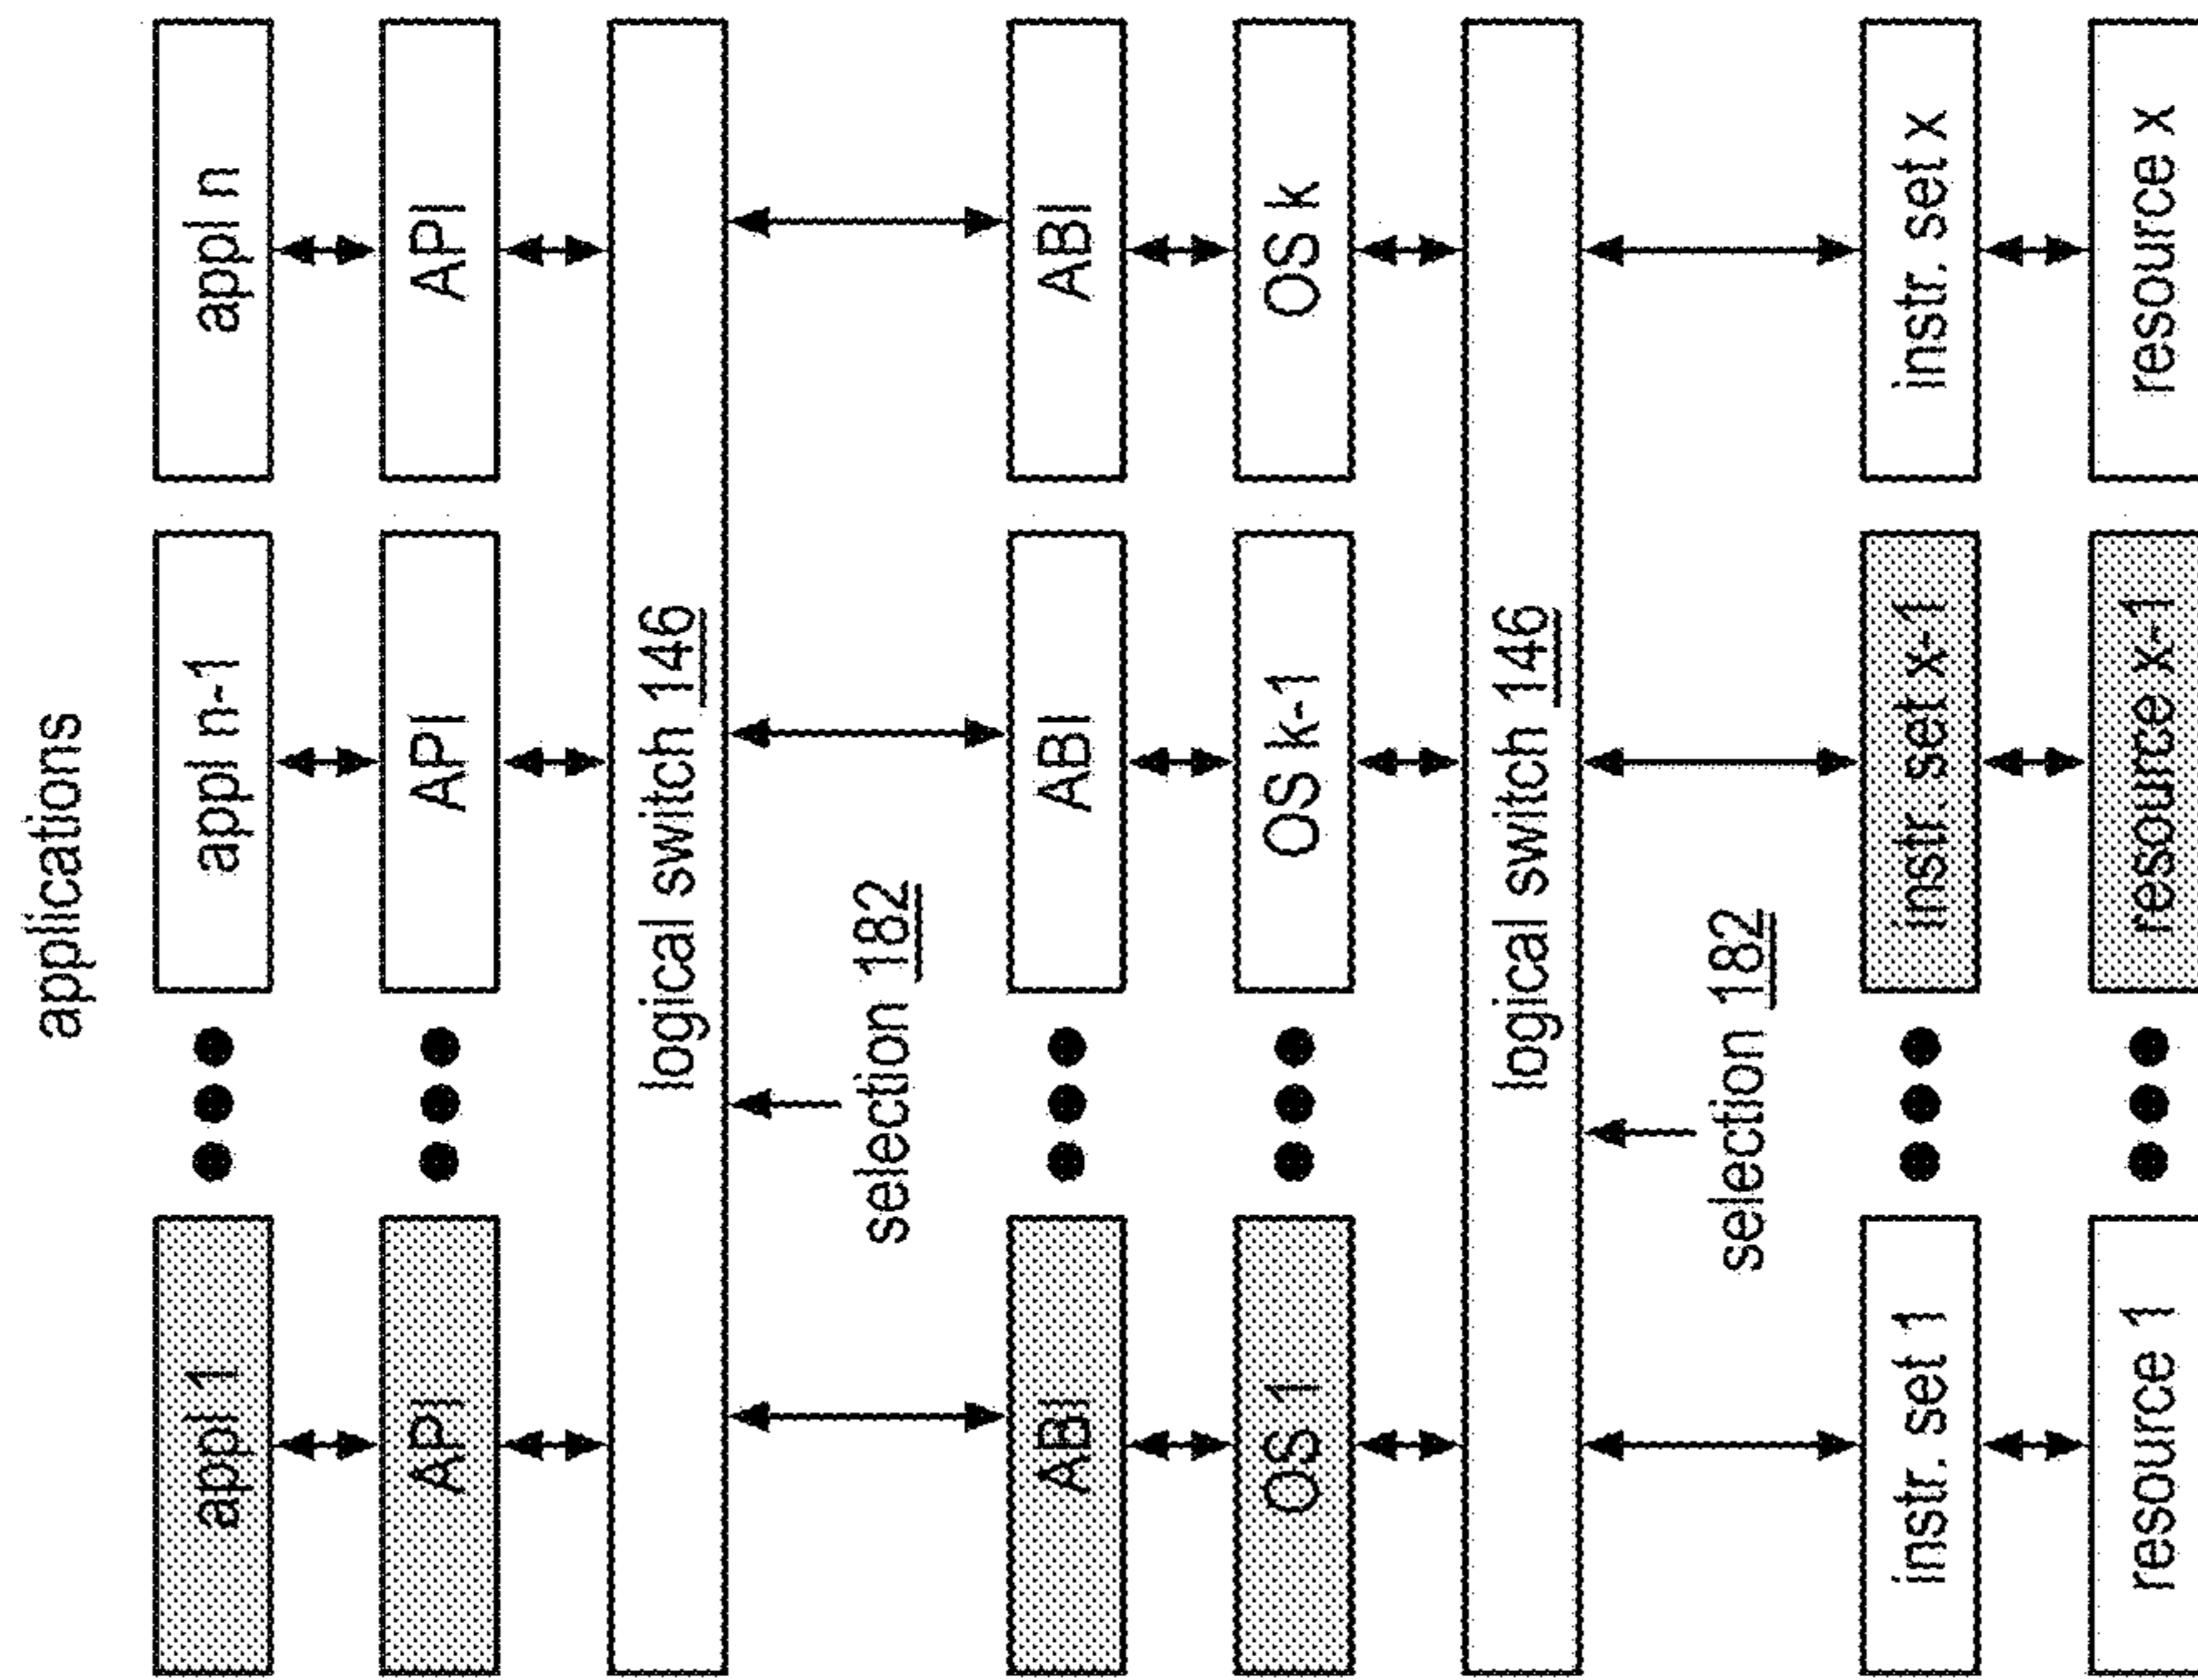 applications
appl 1
appl n-1
appl n
API
API
API
logical switch 146
selection 182
ABI
ABI
ABI
OS 1
OS k-1
OS k
logical switch 146
selection 182
instr. set 1
instr. set x-1
instr. set x
resource 1
resource x-1
resource x